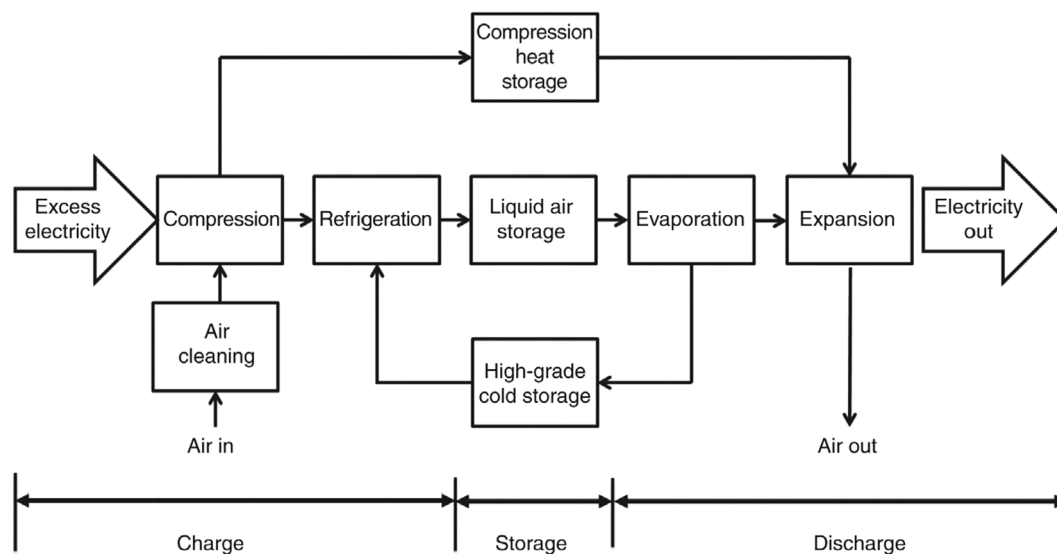 Compression
heat
storage
Excess
electricity
Compression
Refrigeration
Liquid air
storage
Evaporation
Expansion
Electricity
out
Air
cleaning
High-grade
cold storage
Air in
Air out
Charge
Storage
Discharge